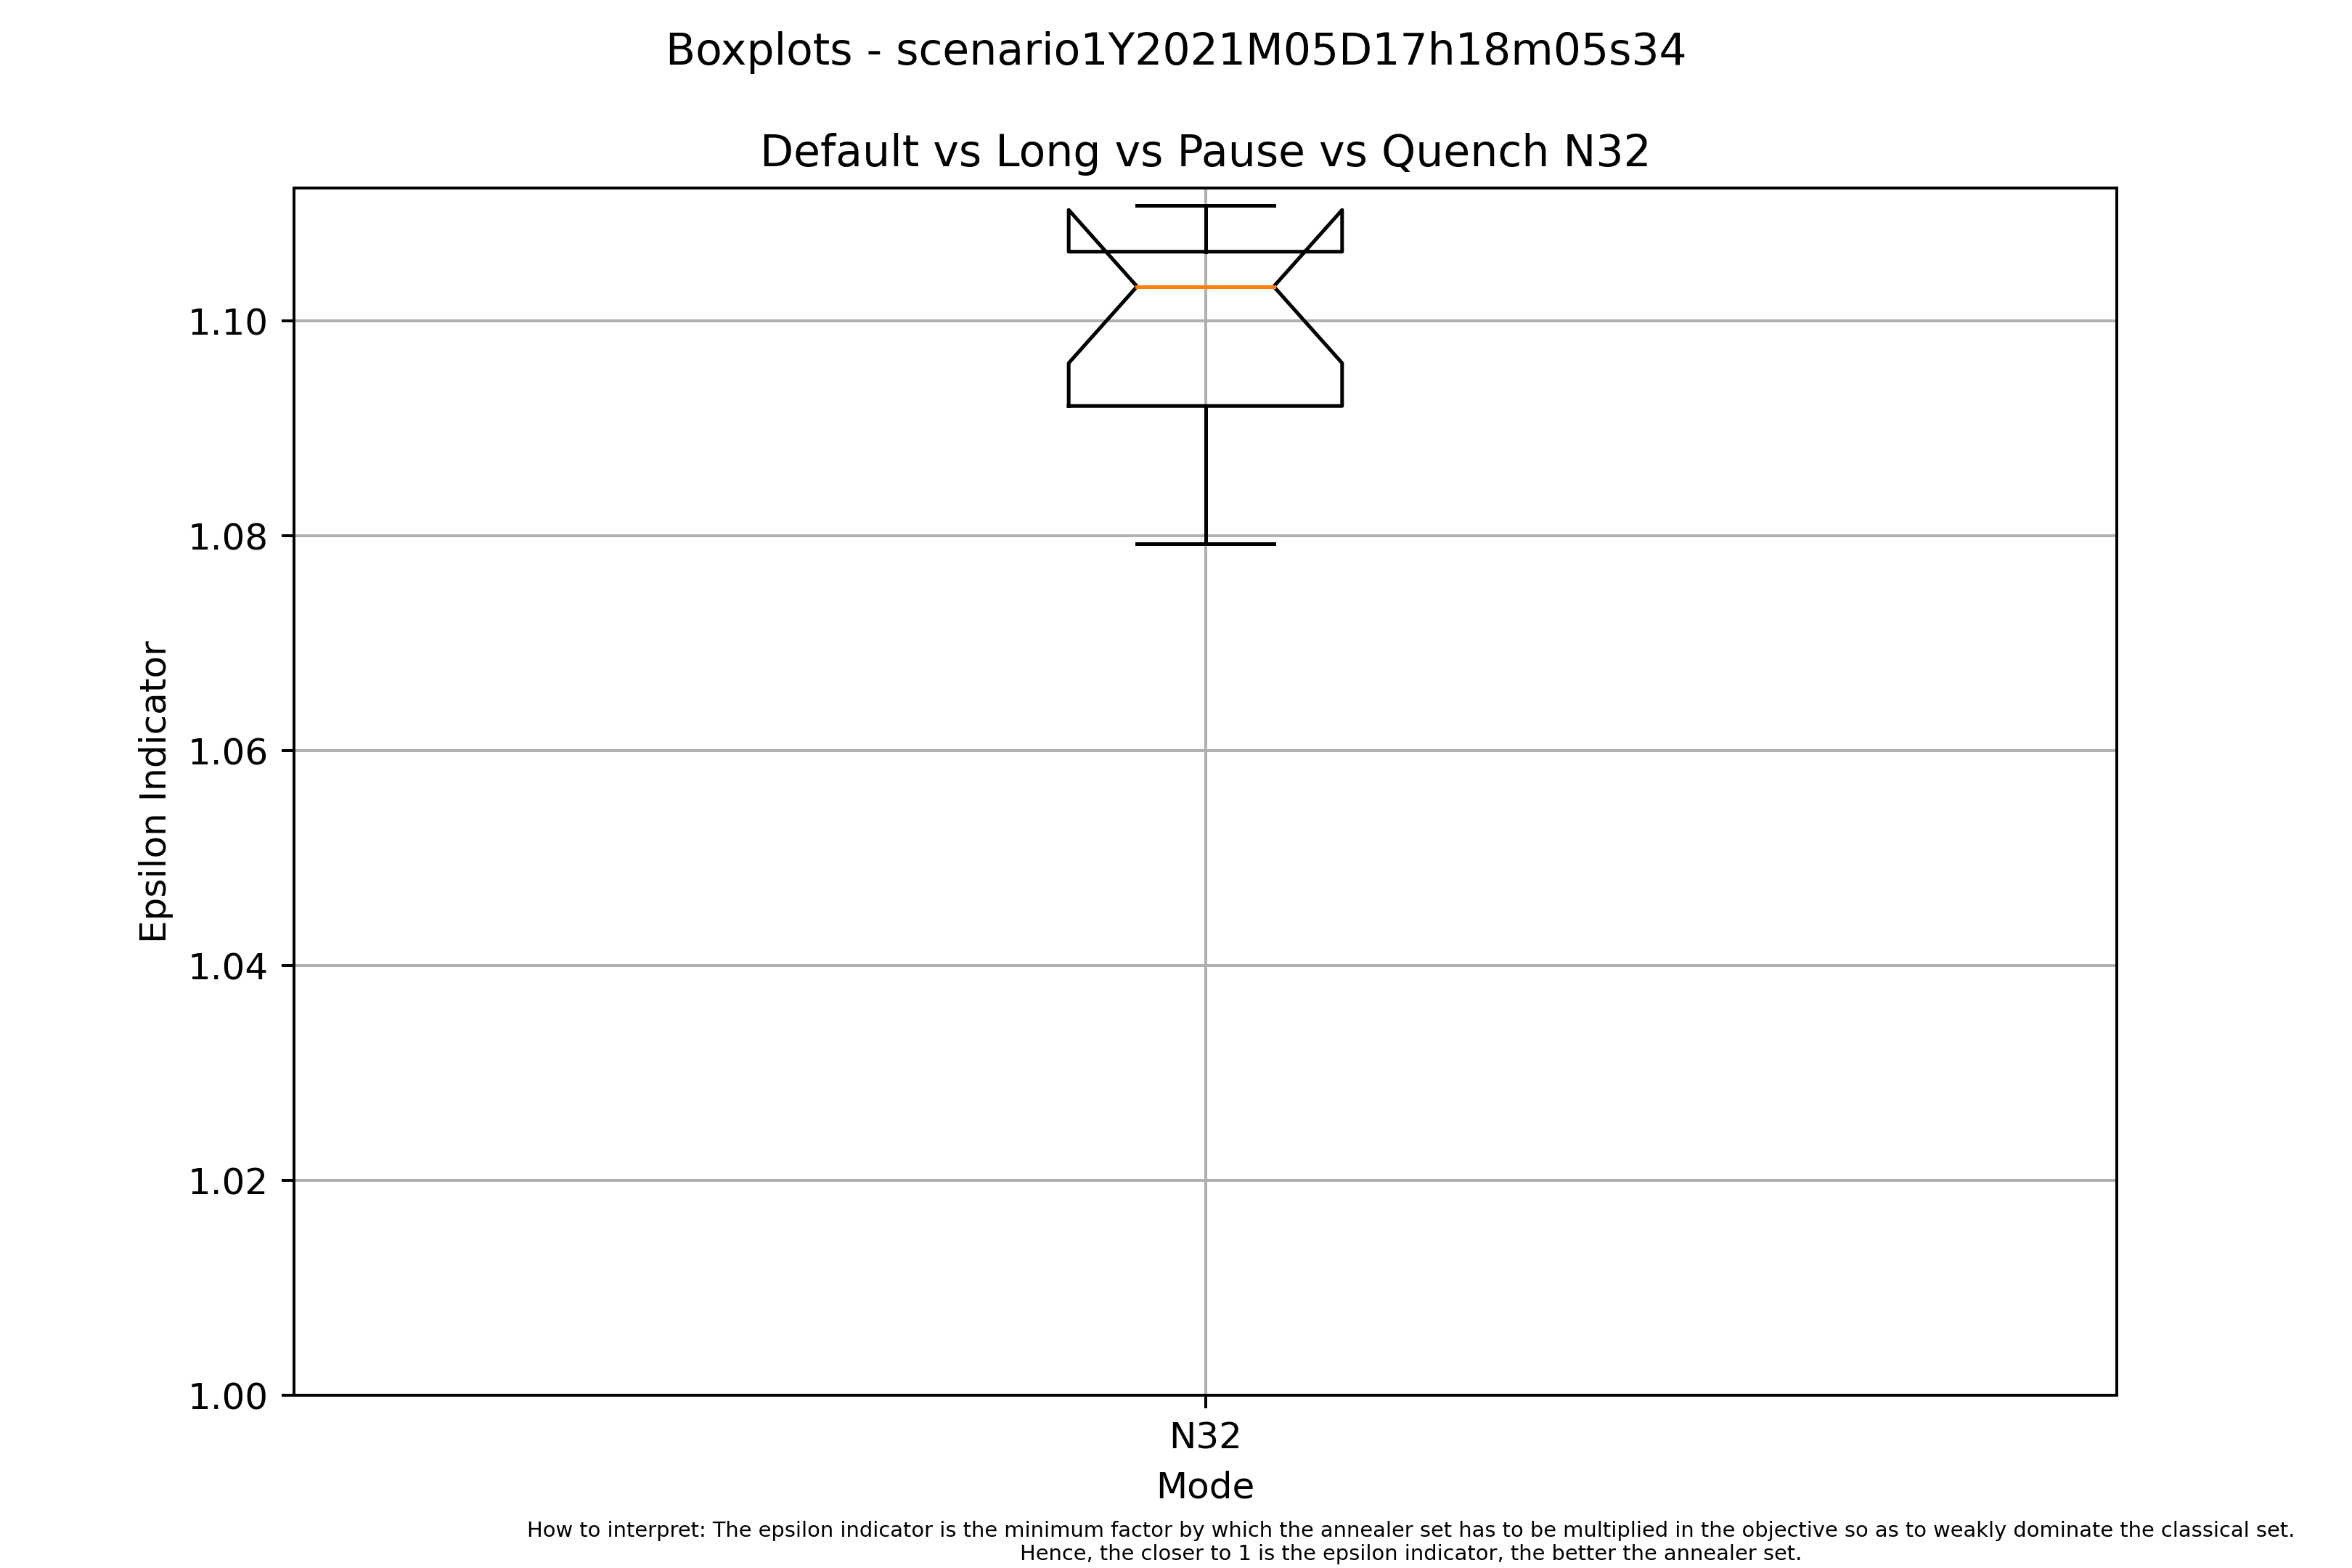 Boxplots - scenario1Y2021M05D17h18m05s34
Default vs Long vs Pause vs Quench N32
1.10
1.08
1.06
1.04
1.02
1.00
Epsilon Indicator
N32
Mode
How to interpret: The epsilon indicator is the minimum factor by which the annealer set has to be multiplied in the objective so as to weakly dominate the classical set.
Hence, the closer to 1 is the epsilon indicator, the better the annealer set.